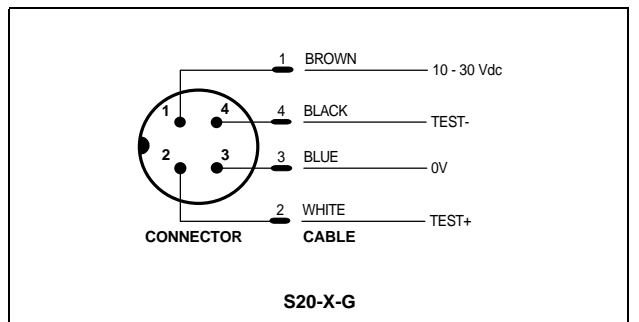 1 BROWN
10 - 30 Vdc
1 4
4 BLACK
TEST-
2 3
3 BLUE
0V
2 WHITE
TEST+
CONNECTOR CABLE
S20-X-G